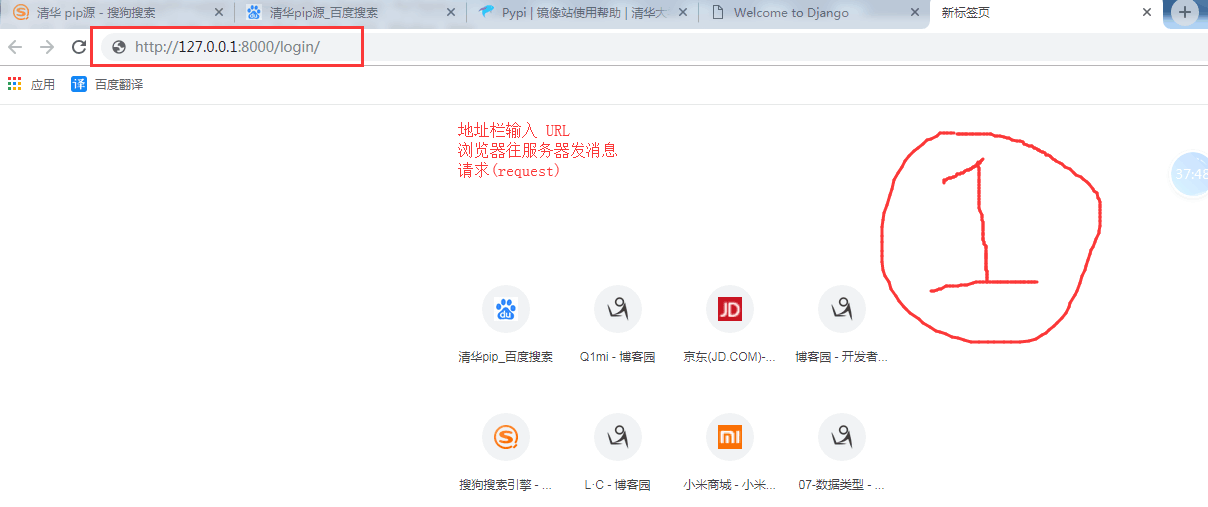 清华 pip源 - 搜狗搜索
清华pip源_百度搜索
Pypi | 镜像站使用帮助 | 清华大
Welcome to Django
新标签页
http://127.0.0.1:8000/login/
应用
译
百度翻译
地址栏输入 URL
浏览器往服务器发消息
请求(request)
1
37:48
du
JD
清华pip_百度搜索
Q1mi - 博客园
京东(JD.COM)-...
博客园 - 开发者...
S
mi
搜狗搜索引擎 - ...
L·C - 博客园
小米商城 - 小米...
07-数据类型 - ...